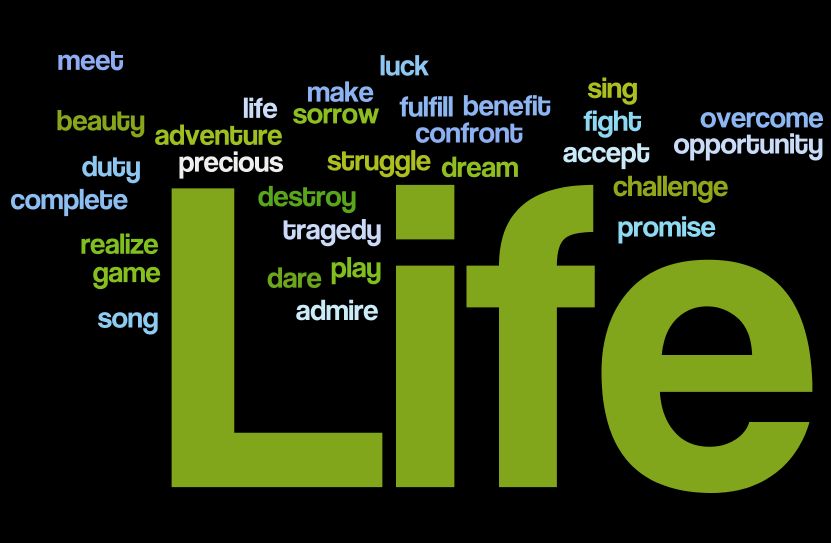 meet
luck
make
sing
life
fulfill
benefit
sorrow
beauty
fight
overcome
adventure
confront
opportunity
accept
precious
struggle
dream
duty
challenge
complete
destroy
promise
tragedy
realize
game
dare
play
admire
song
Life